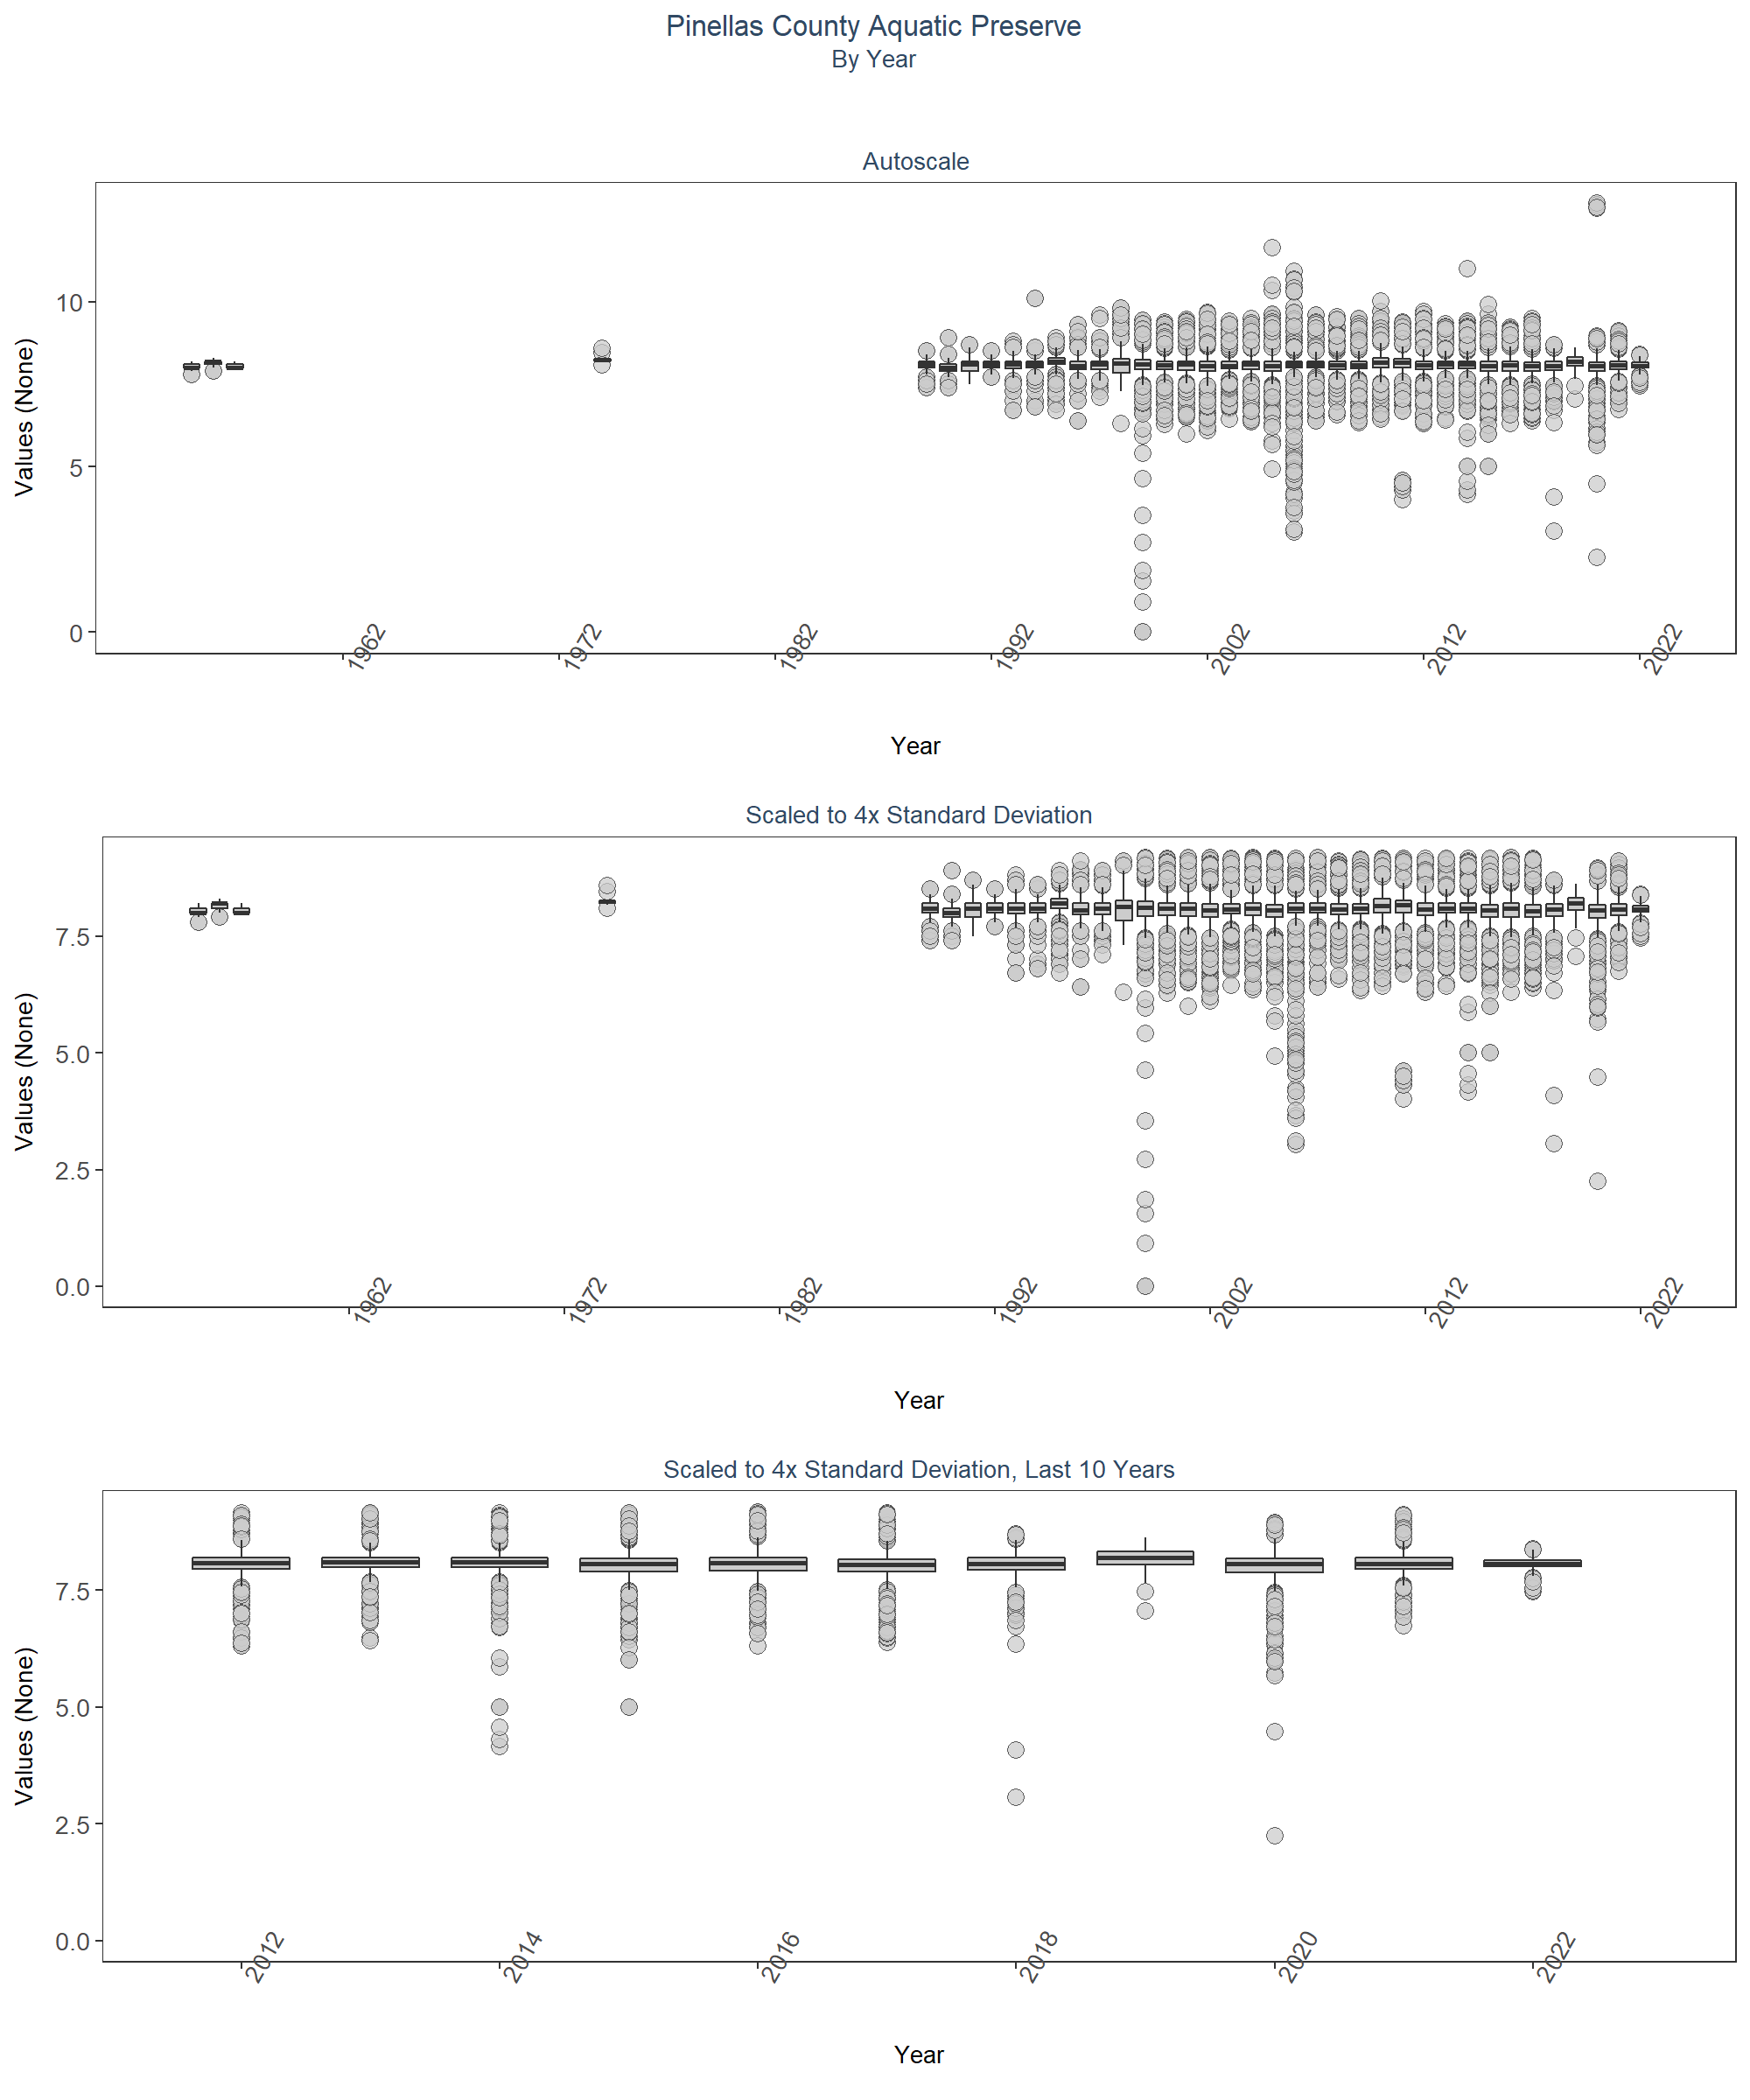 Pinellas County Aquatic Preserve
By Year
Autoscale
Values (None)
10
5
0
1962
1972
1982
1992
2002
2012
2022
Year
Scaled to 4x Standard Deviation
Values (None)
7.5
5.0
2.5
0.0
1962
1972
1982
1992
2002
2012
2022
Year
Scaled to 4x Standard Deviation, Last 10 Years
Values (None)
7.5
5.0
2.5
0.0
2012
2014
2016
2018
2020
2022
Year